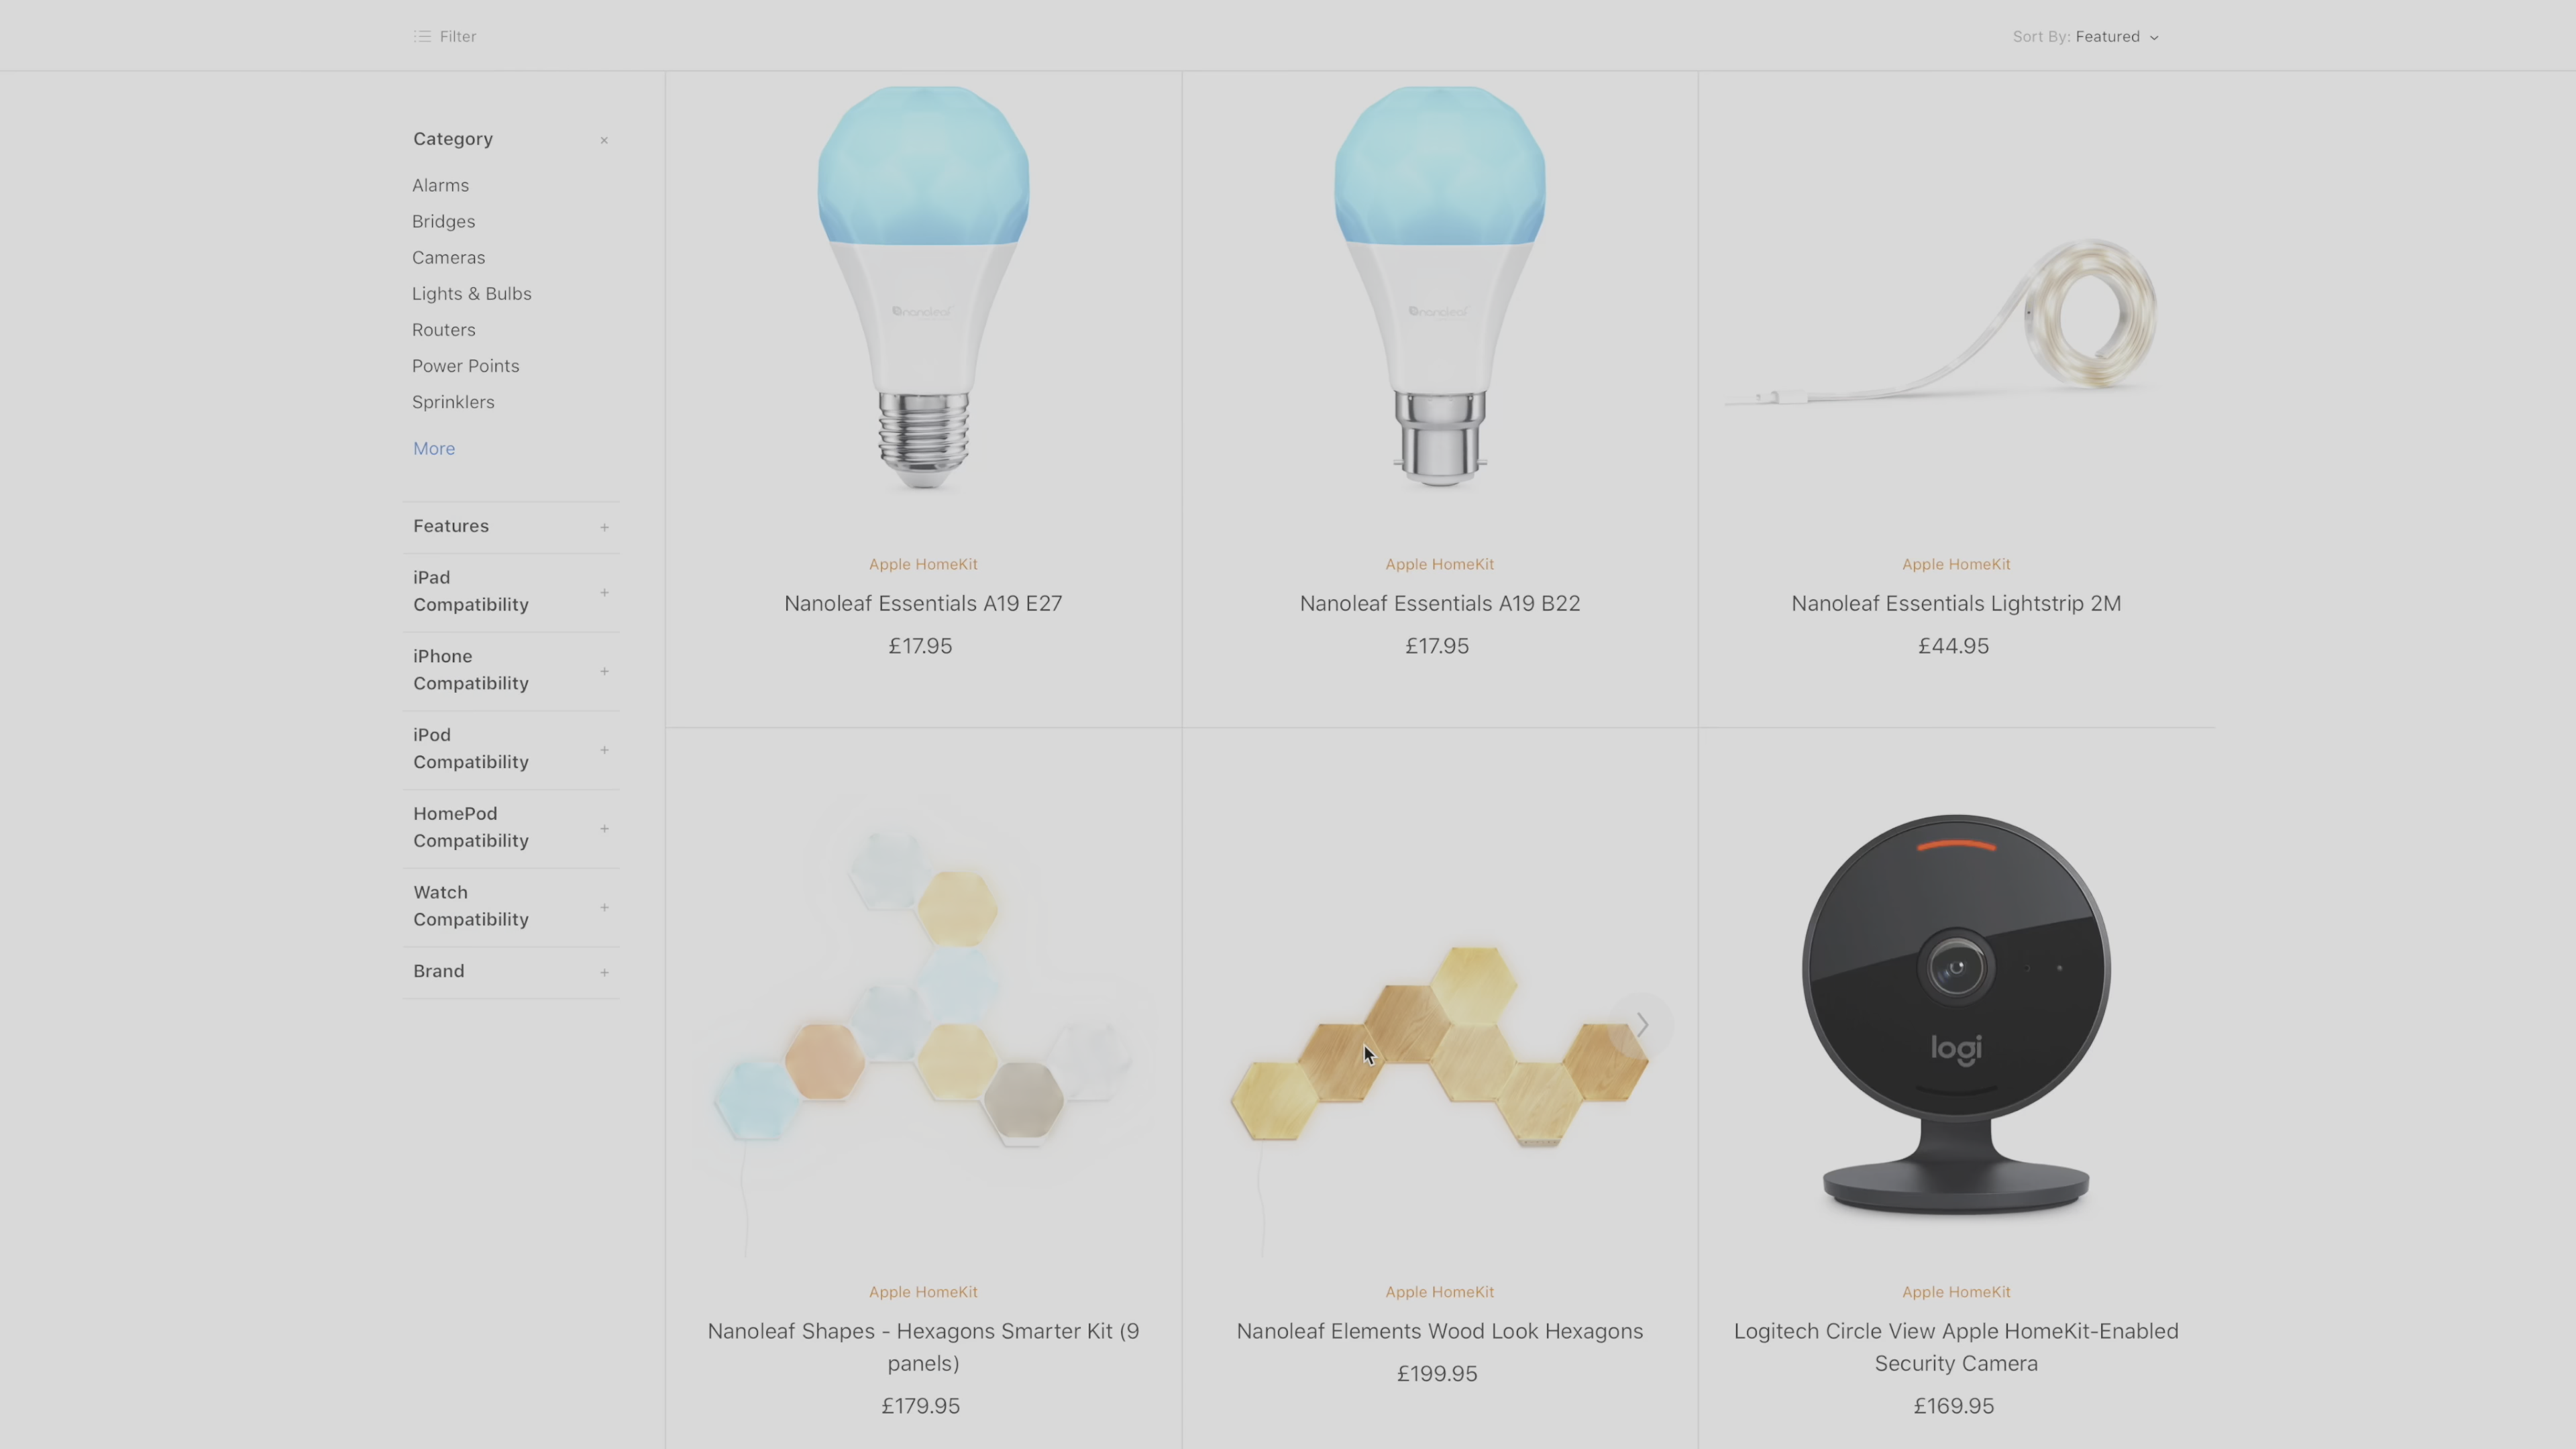 Filter
Sort By: Featured
Category
Alarms
Bridges
Cameras
Lights & Bulbs
Routers
Power Points
Sprinklers
More
Features
iPad
Compatibility
iPhone
Compatibility
iPod
Compatibility
HomePod
Compatibility
Watch
Compatibility
Brand
nanoleaf
Apple HomeKit
Nanoleaf Essentials A19 E27
£17.95
nanoleaf
Apple HomeKit
Nanoleaf Essentials A19 B22
£17.95
Apple HomeKit
Nanoleaf Essentials Lightstrip 2M
£44.95
Apple HomeKit
Nanoleaf Shapes - Hexagons Smarter Kit (9
panels)
£179.95
Apple HomeKit
Nanoleaf Elements Wood Look Hexagons
£199.95
logi
Apple HomeKit
Logitech Circle View Apple HomeKit-Enabled
Security Camera
£169.95